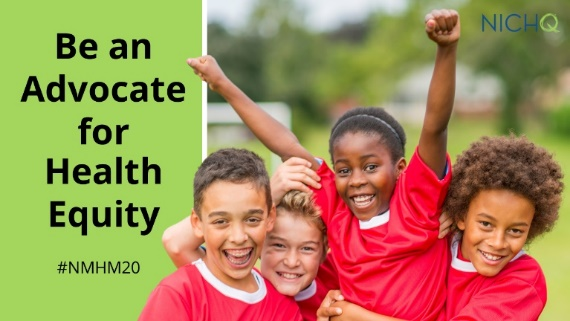 Be an
Advocate
for
Health
Equity
#NMHM20
NICHQ